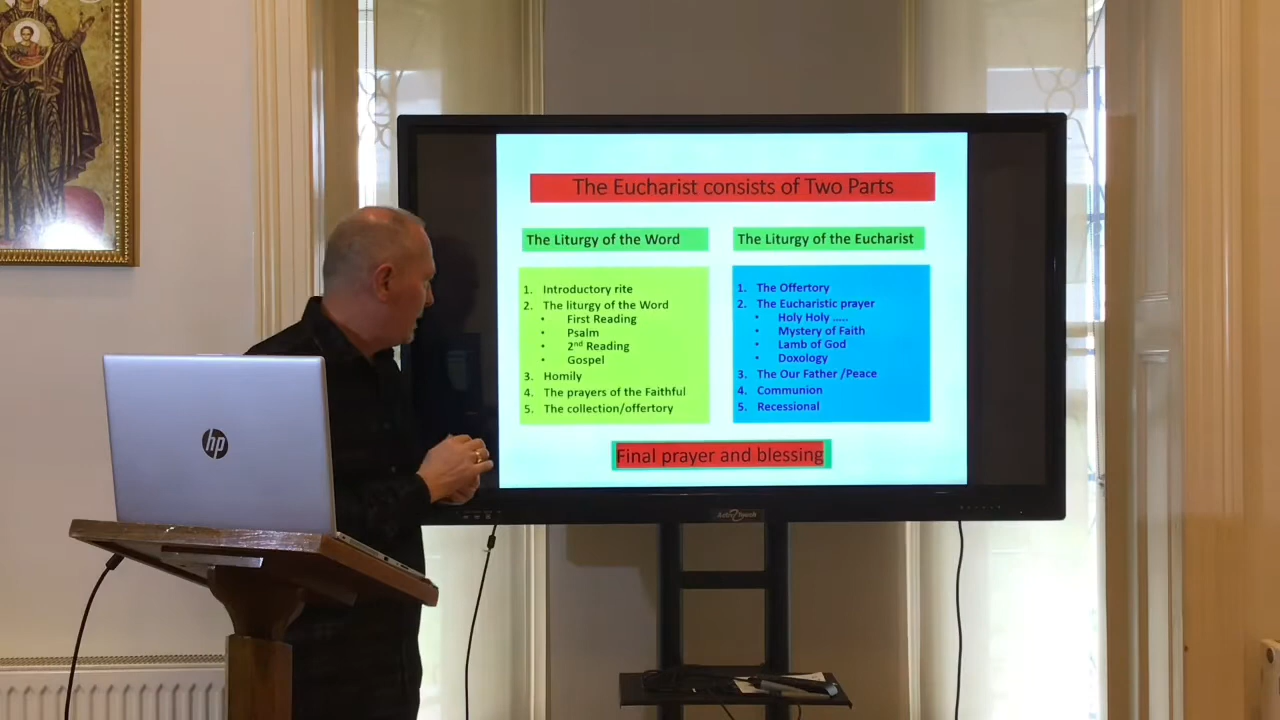 The Eucharist consists of Two Parts
The Liturgy of the Word
1. Introductory rite
2. The liturgy of the Word
• First Reading
• Psalm
• 2nd Reading
• Gospel
3. Homily
4. The prayers of the Faithful
5. The collection/offertory
The Liturgy of the Eucharist
1. The Offertory
2. The Eucharistic prayer
• Holy Holy .....
• Mystery of Faith
• Lamb of God
• Doxology
3. The Our Father /Peace
4. Communion
5. Recessional
Final prayer and blessing
hp